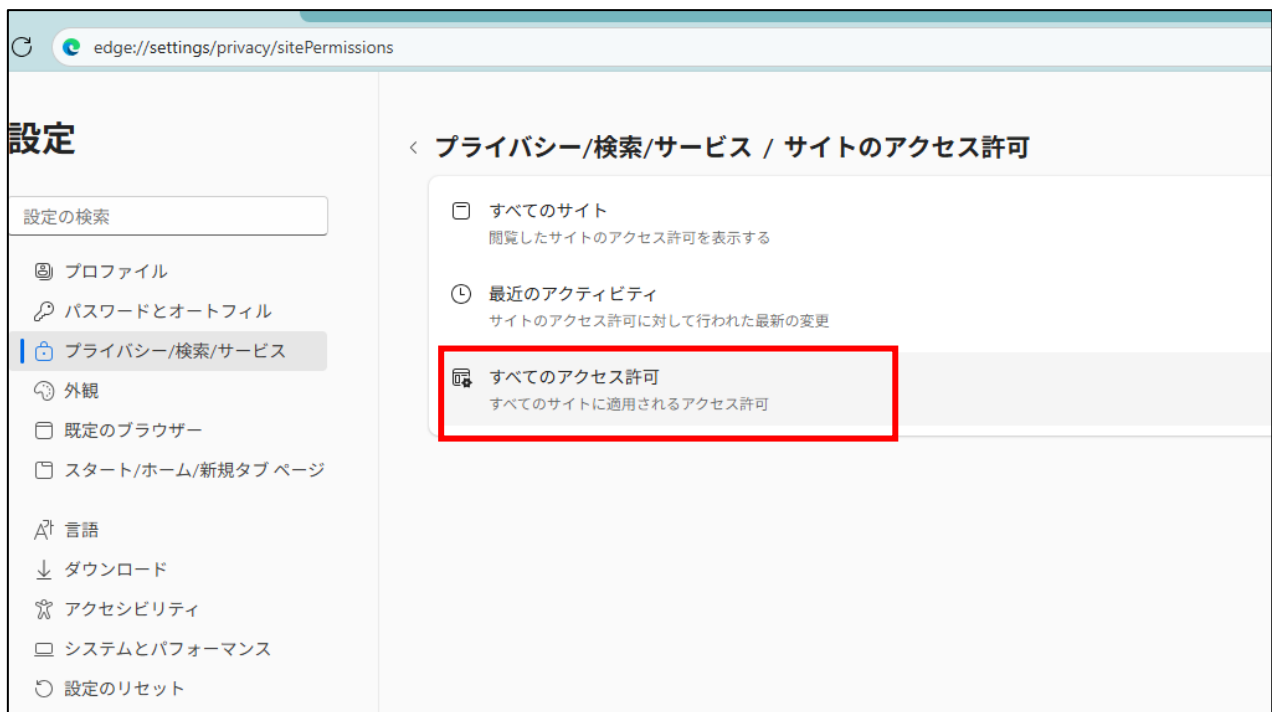 edge://settings/privacy/sitePermissions
設定
設定の検索
プロファイル
パスワードとオートフィル
プライバシー/検索/サービス
外観
既定のブラウザー
スタート/ホーム/新規タブ ページ
言語
ダウンロード
アクセシビリティ
システムとパフォーマンス
設定のリセット
プライバシー/検索/サービス / サイトのアクセス許可
すべてのサイト
閲覧したサイトのアクセス許可を表示する
最近のアクティビティ
サイトのアクセス許可に対して行われた最新の変更
すべてのアクセス許可
すべてのサイトに適用されるアクセス許可